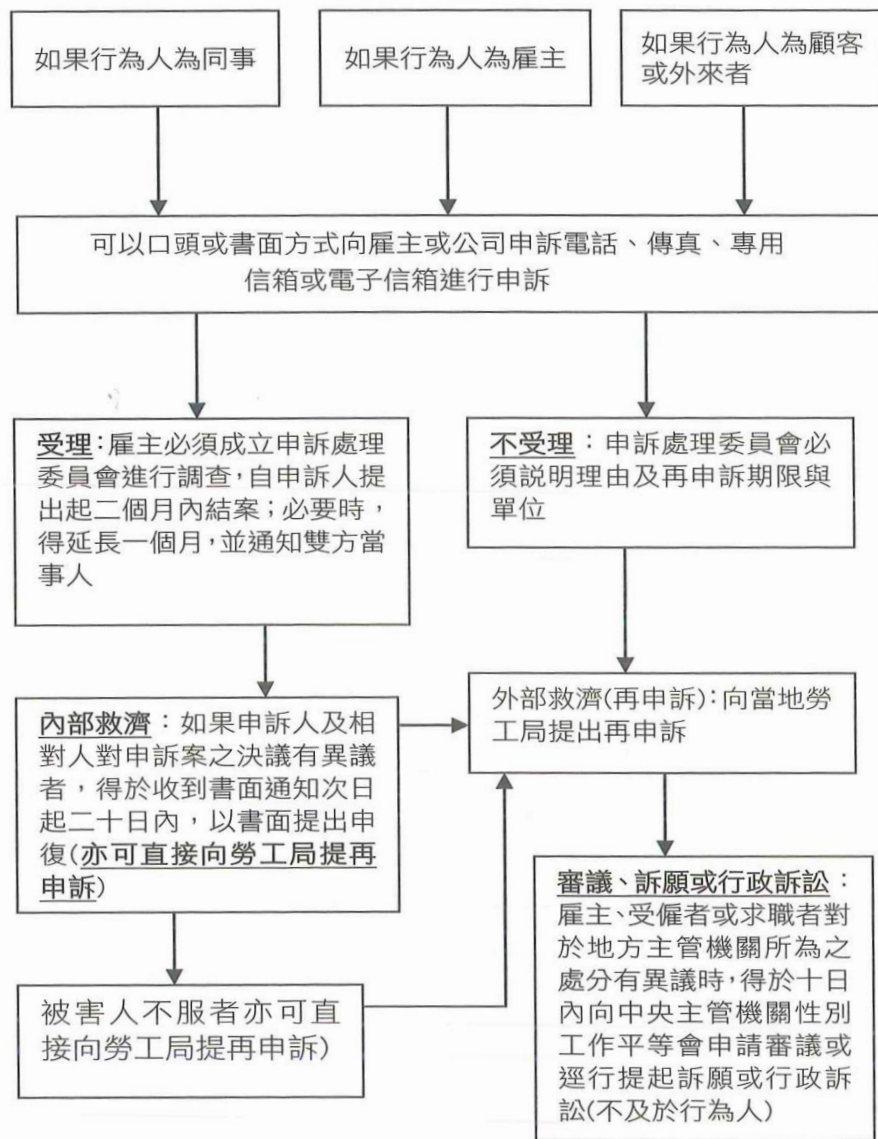 如果行為人為同事
如果行為人為雇主
如果行為人為顧客
或外來者
可以口頭或書面方式向雇主或公司申訴電話、傳真、專用
信箱或電子信箱進行申訴
受理：雇主必須成立申訴處理
委員會進行調查，自申訴人提
出起二個月內結案；必要時，
得延長一個月，並通知雙方當
事人
不受理：申訴處理委員會必
須說明理由及再申訴期限與
單位
內部救濟：如果申訴人及相
對人對申訴案之決議有異議
者，得於收到書面通知次日
起二十日內，以書面提出申
復(亦可直接向勞工局提再
申訴)
外部救濟(再申訴)：向當地勞
工局提出再申訴
被害人不服者亦可直
接向勞工局提再申訴)
審議、訴願或行政訴訟：
雇主、受僱者或求職者對
於地方主管機關所為之
處分有異議時，得於十日
內向中央主管機關性別
工作平等會申請審議或
逕行提起訴願或行政訴
訟(不及於行為人)